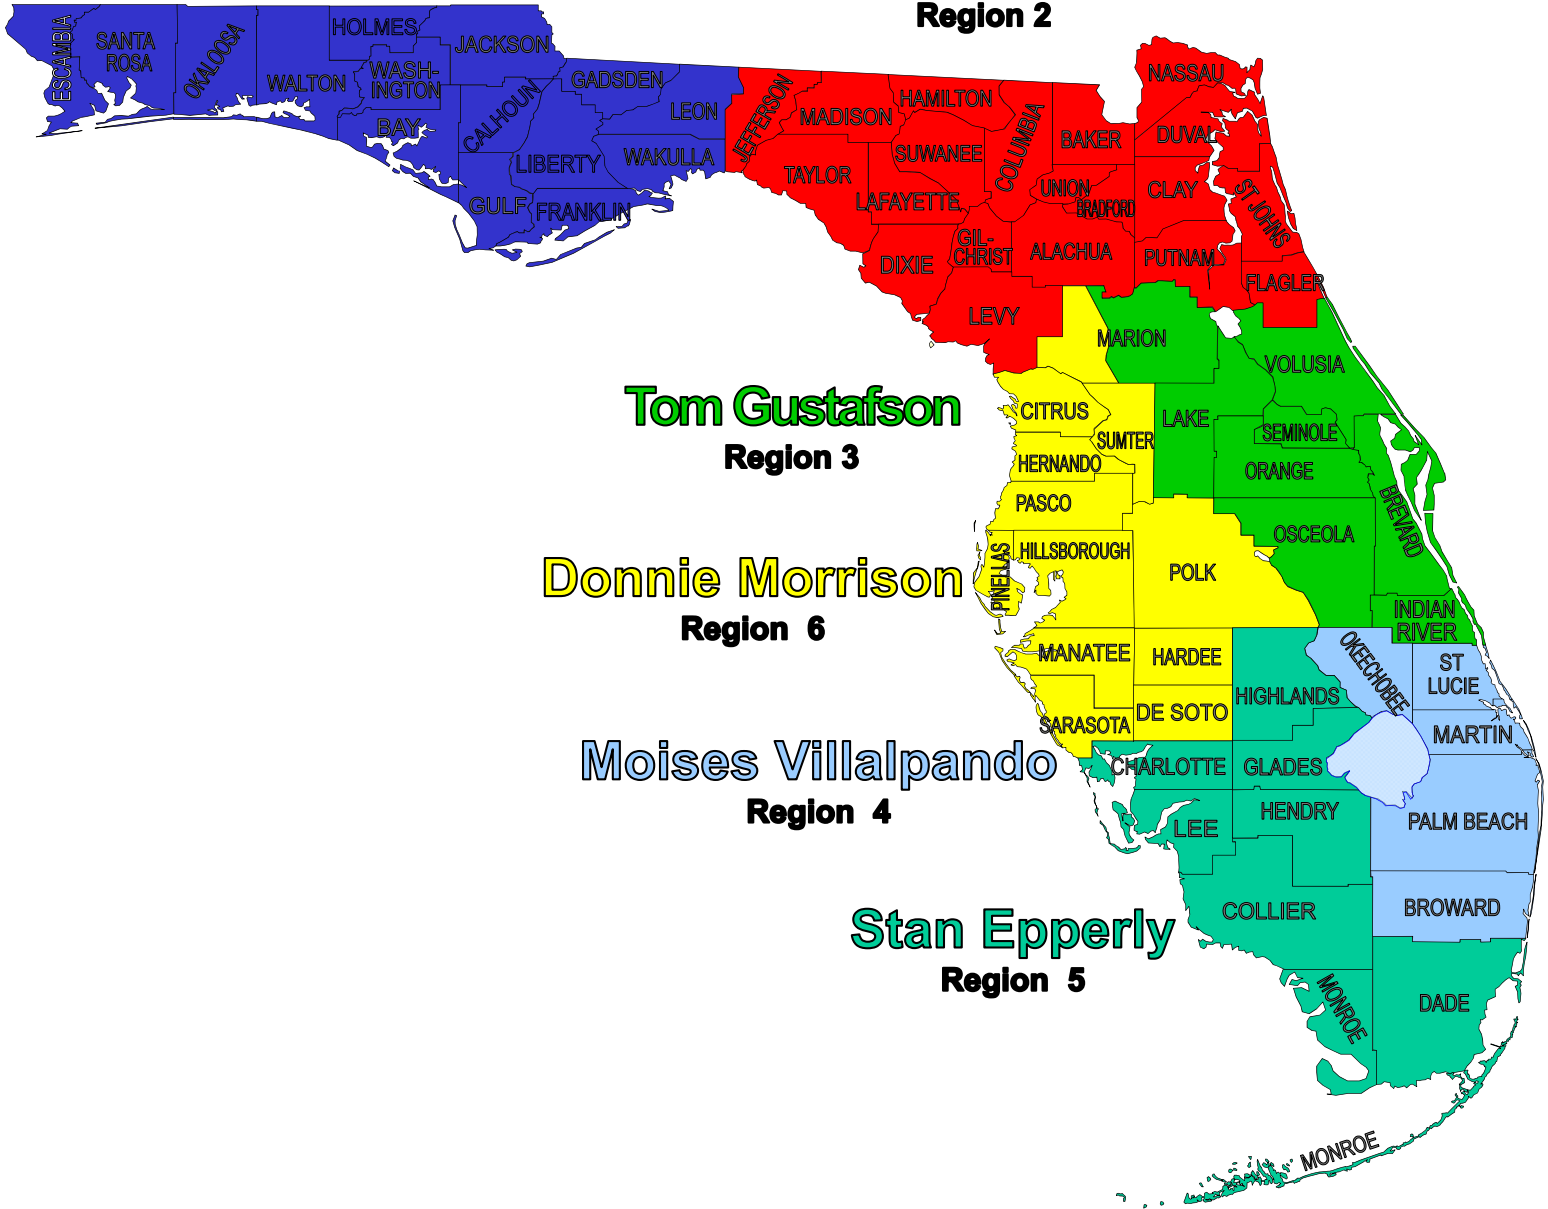 Region 2
HOLMES
JACKSON
ESCAMBIA
SANTA
ROSA
OKALOOSA
WALTON
WASH-
INGTON
BAY
CALHOUN
GADSDEN
LEON
LIBERTY
WAKULLA
GULF
FRANKLIN
JEFFERSON
MADISON
HAMILTON
COLUMBIA
BAKER
NASSAU
DUVAL
TAYLOR
SUWANEE
LAFAYETTE
UNION
BRADFORD
CLAY
ST JOHNS
DIXIE
GIL-
CHRIST
ALACHUA
PUTNAM
FLAGLER
LEVY
MARION
VOLUSIA
Tom Gustafson
Region 3
CITRUS
SUMTER
LAKE
SEMINOLE
HERNANDO
ORANGE
PASCO
BREVARD
OSCEOLA
Donnie Morrison
Region 6
PINELLAS
HILLSBOROUGH
POLK
INDIAN
RIVER
MANATEE
HARDEE
OKEECHOBEE
ST
LUCIE
HIGHLANDS
SARASOTA
DE SOTO
MARTIN
Moises Villalpando
Region 4
CHARLOTTE
GLADES
LEE
HENDRY
PALM BEACH
Stan Epperly
Region 5
COLLIER
BROWARD
MONROE
DADE
MONROE